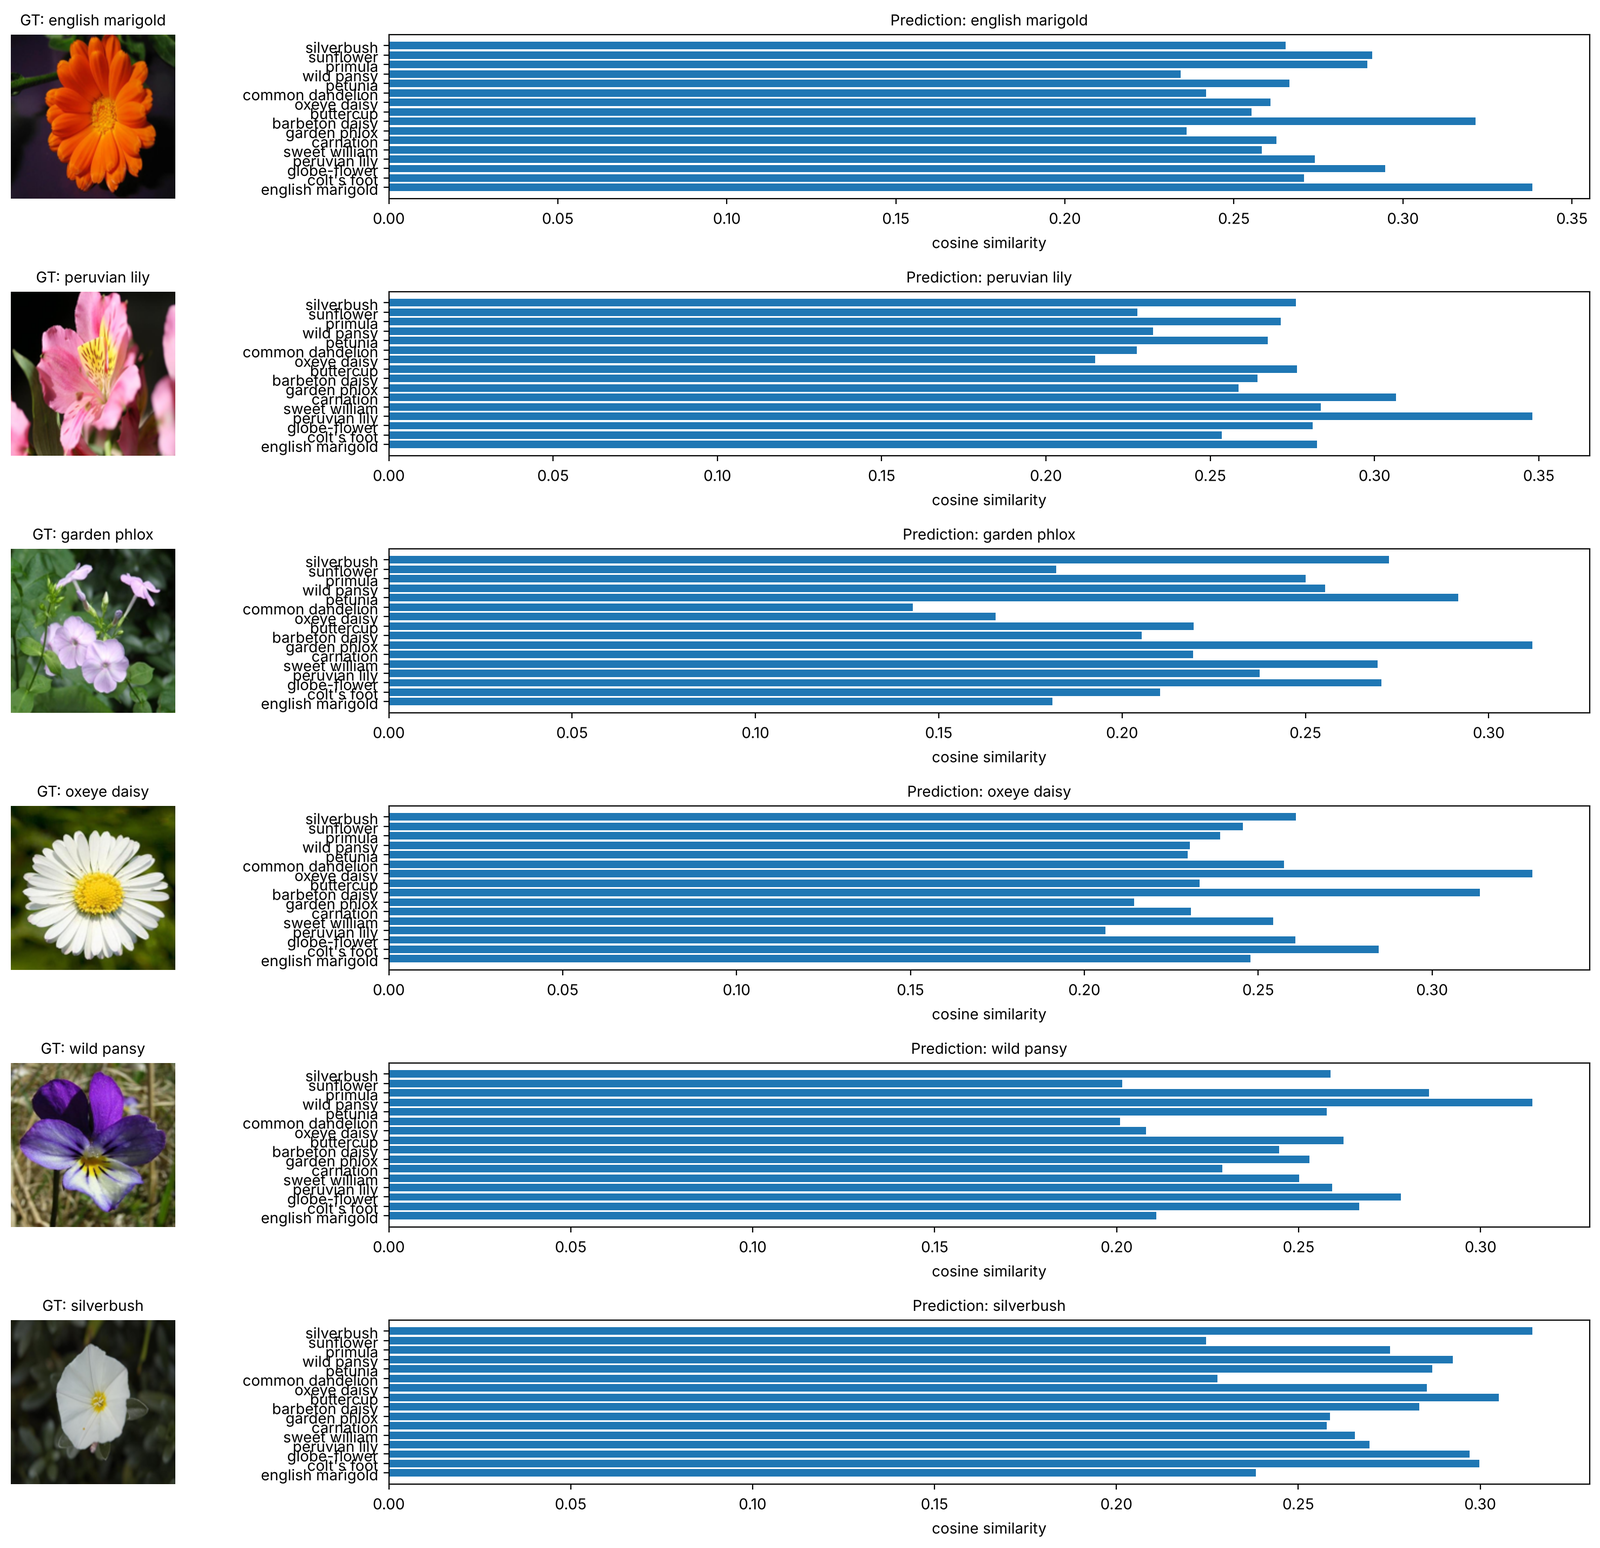 GT: english marigold
Prediction: english marigold
silverbush
sunflower
primula
wild pansy
petunia
common dandelion
oxeye daisy
buttercup
barbeton daisy
garden phlox
carnation
sweet william
peruvian lily
globe-flower
colt's foot
english marigold
0.00 0.05 0.10 0.15 0.20 0.25 0.30 0.35
cosine similarity
GT: peruvian lily
Prediction: peruvian lily
silverbush
sunflower
primula
wild pansy
petunia
common dandelion
oxeye daisy
buttercup
barbeton daisy
garden phlox
carnation
sweet william
peruvian lily
globe-flower
colt's foot
english marigold
0.00 0.05 0.10 0.15 0.20 0.25 0.30 0.35
cosine similarity
GT: garden phlox
Prediction: garden phlox
silverbush
sunflower
primula
wild pansy
petunia
common dandelion
oxeye daisy
buttercup
barbeton daisy
garden phlox
carnation
sweet william
peruvian lily
globe-flower
colt's foot
english marigold
0.00 0.05 0.10 0.15 0.20 0.25 0.30
cosine similarity
GT: oxeye daisy
Prediction: oxeye daisy
silverbush
sunflower
primula
wild pansy
petunia
common dandelion
oxeye daisy
buttercup
barbeton daisy
garden phlox
carnation
sweet william
peruvian lily
globe-flower
colt's foot
english marigold
0.00 0.05 0.10 0.15 0.20 0.25 0.30
cosine similarity
GT: wild pansy
Prediction: wild pansy
silverbush
sunflower
primula
wild pansy
petunia
common dandelion
oxeye daisy
buttercup
barbeton daisy
garden phlox
carnation
sweet william
peruvian lily
globe-flower
colt's foot
english marigold
0.00 0.05 0.10 0.15 0.20 0.25 0.30
cosine similarity
GT: silverbush
Prediction: silverbush
silverbush
sunflower
primula
wild pansy
petunia
common dandelion
oxeye daisy
buttercup
barbeton daisy
garden phlox
carnation
sweet william
peruvian lily
globe-flower
colt's foot
english marigold
0.00 0.05 0.10 0.15 0.20 0.25 0.30
cosine similarity